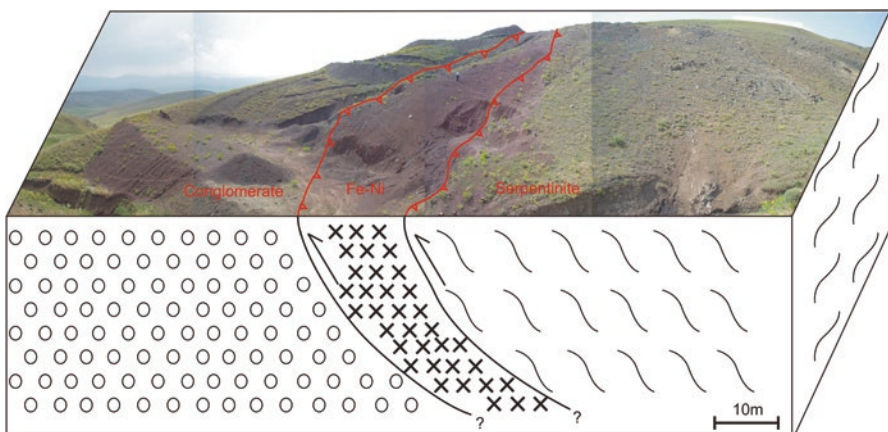 Conglomerate
Fe-Ni
Serpentinite
?
?
10m